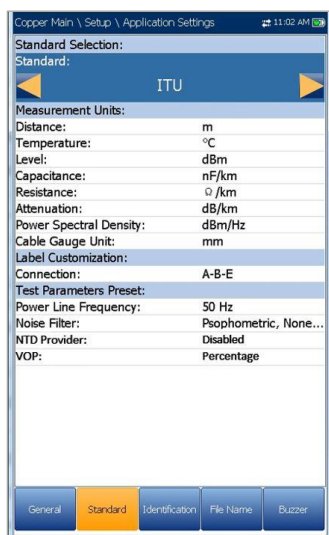 Copper Main \ Setup \ Application Settings 11:02 AM
Standard Selection:
Standard:
ITU
Measurement Units:
Distance: m
Temperature: °C
Level: dBm
Capacitance: nF/km
Resistance: Ω /km
Attenuation: dB/km
Power Spectral Density: dBm/Hz
Cable Gauge Unit: mm
Label Customization:
Connection: A-B-E
Test Parameters Preset:
Power Line Frequency: 50 Hz
Noise Filter: Psophometric, None...
NTD Provider: Disabled
VOP: Percentage
General Standard Identification File Name Buzzer